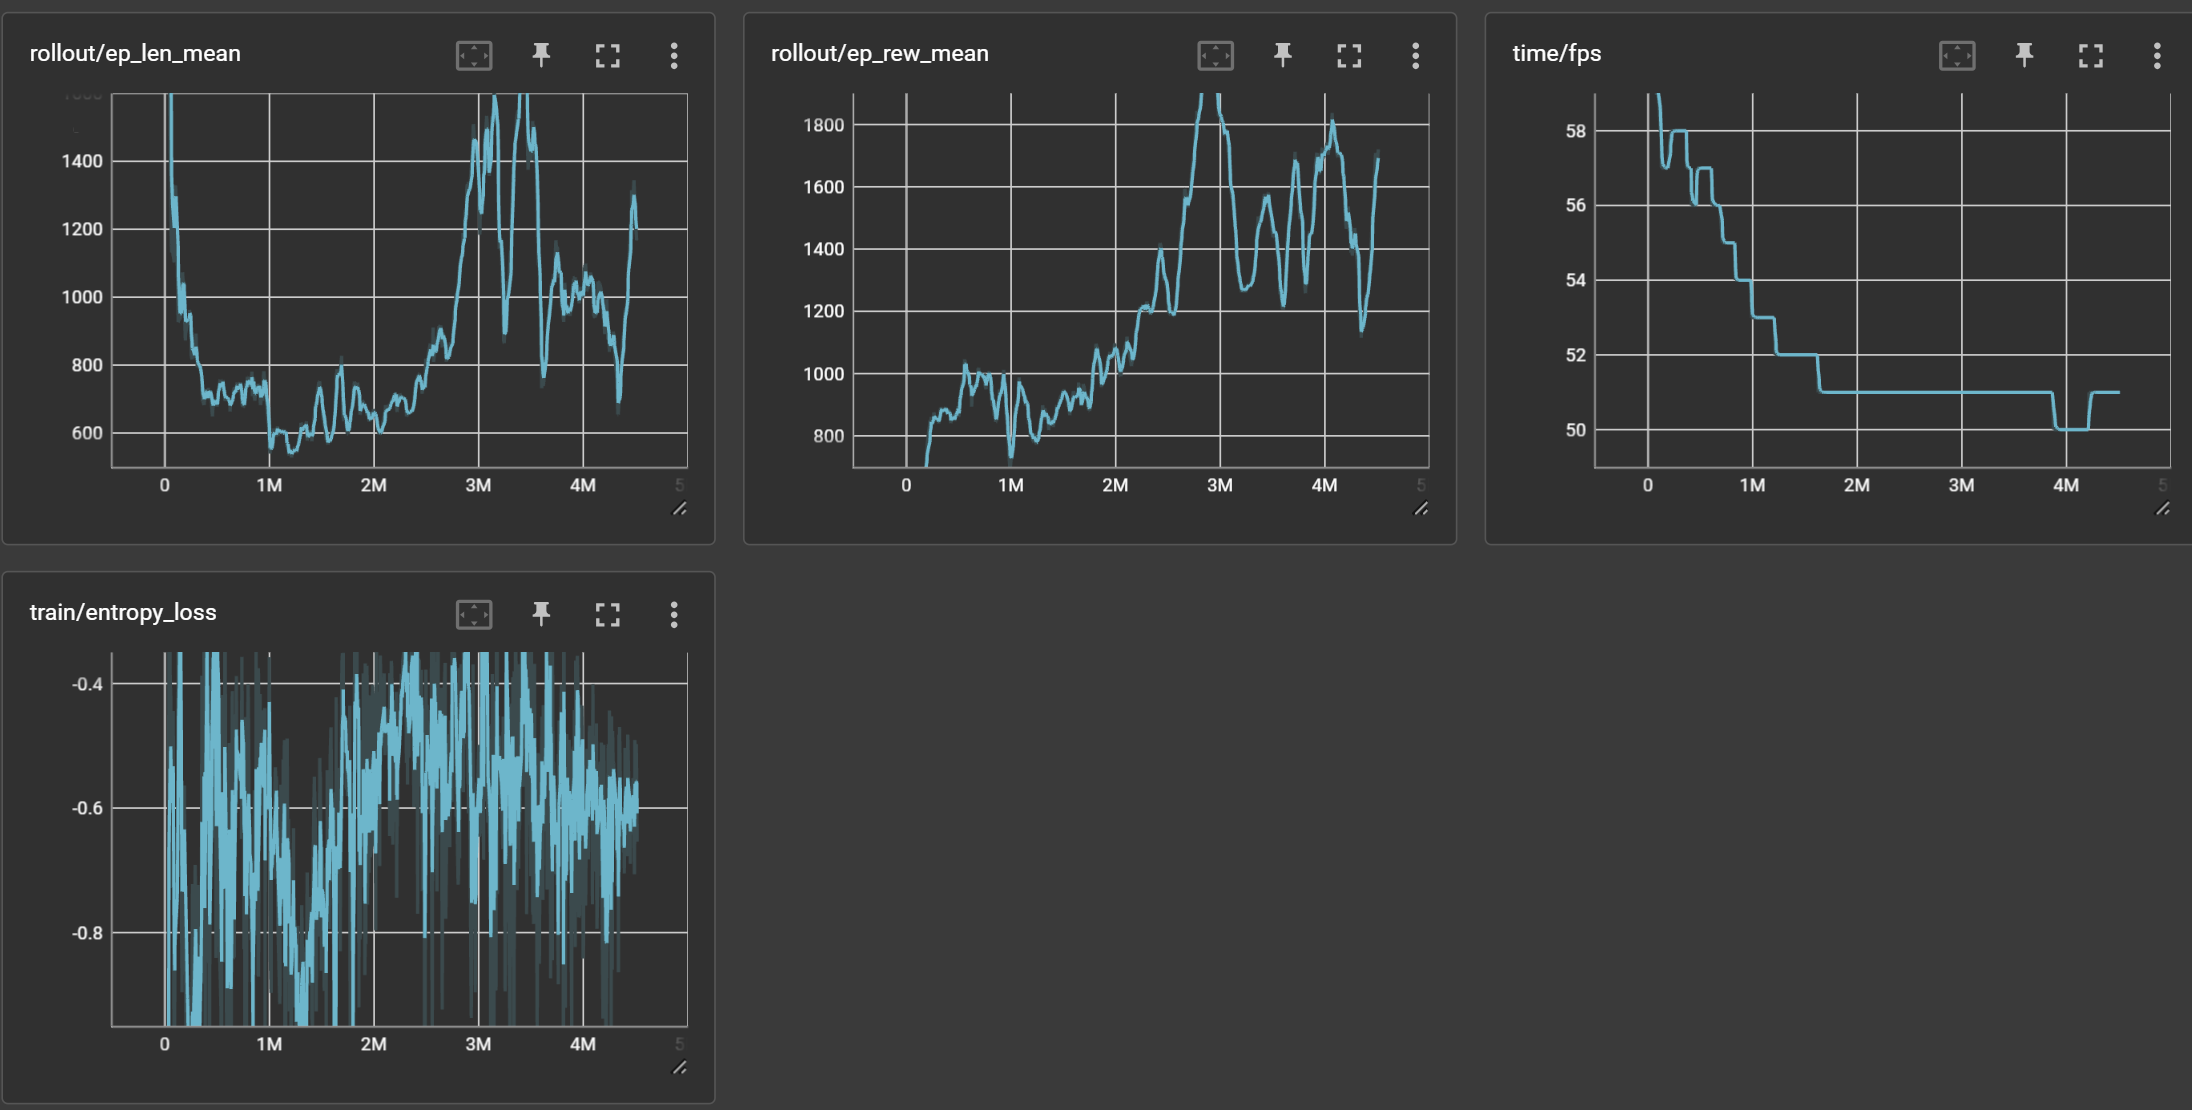 rollout/ep_len_mean
1400
1200
1000
800
600
0 1M 2M 3M 4M 5
rollout/ep_rew_mean
1800
1600
1400
1200
1000
800
0 1M 2M 3M 4M 5
time/fps
58
56
54
52
50
0 1M 2M 3M 4M 5
train/entropy_loss
-0.4
-0.6
-0.8
0 1M 2M 3M 4M 5